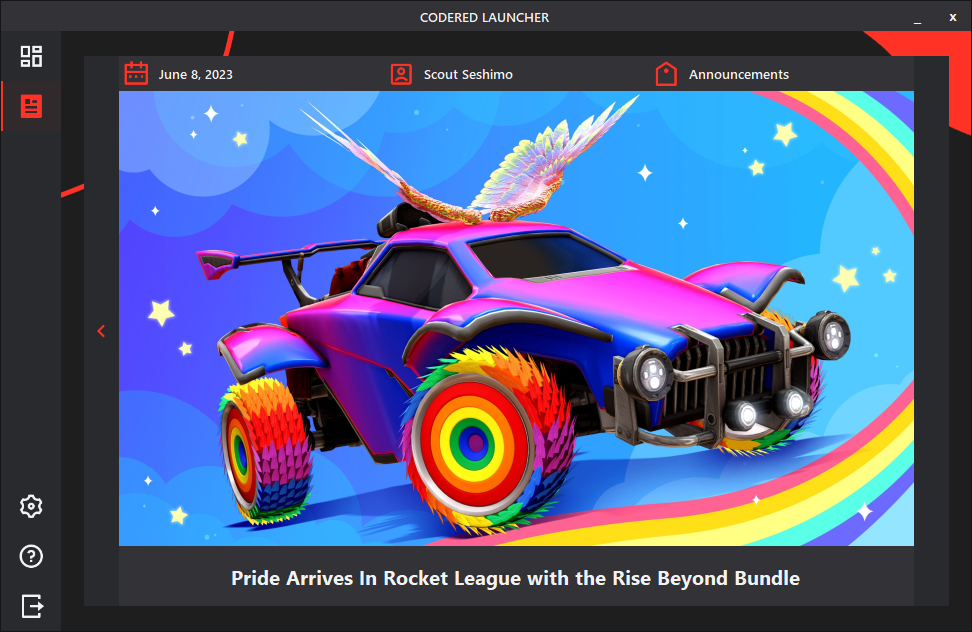 CODERED LAUNCHER
_ x
June 8, 2023
Scout Seshimo
Announcements
Pride Arrives In Rocket League with the Rise Beyond Bundle